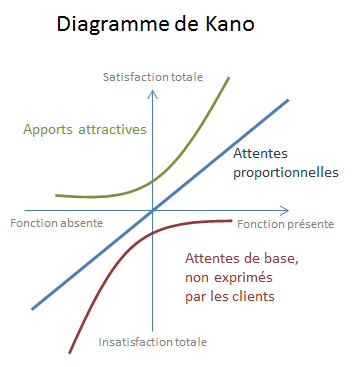 Diagramme de Kano
Satisfaction totale
Apports attractives
Attentes
proportionnelles
Fonction absente
Fonction présente
Attentes de base,
non exprimés
par les clients
Insatisfaction totale